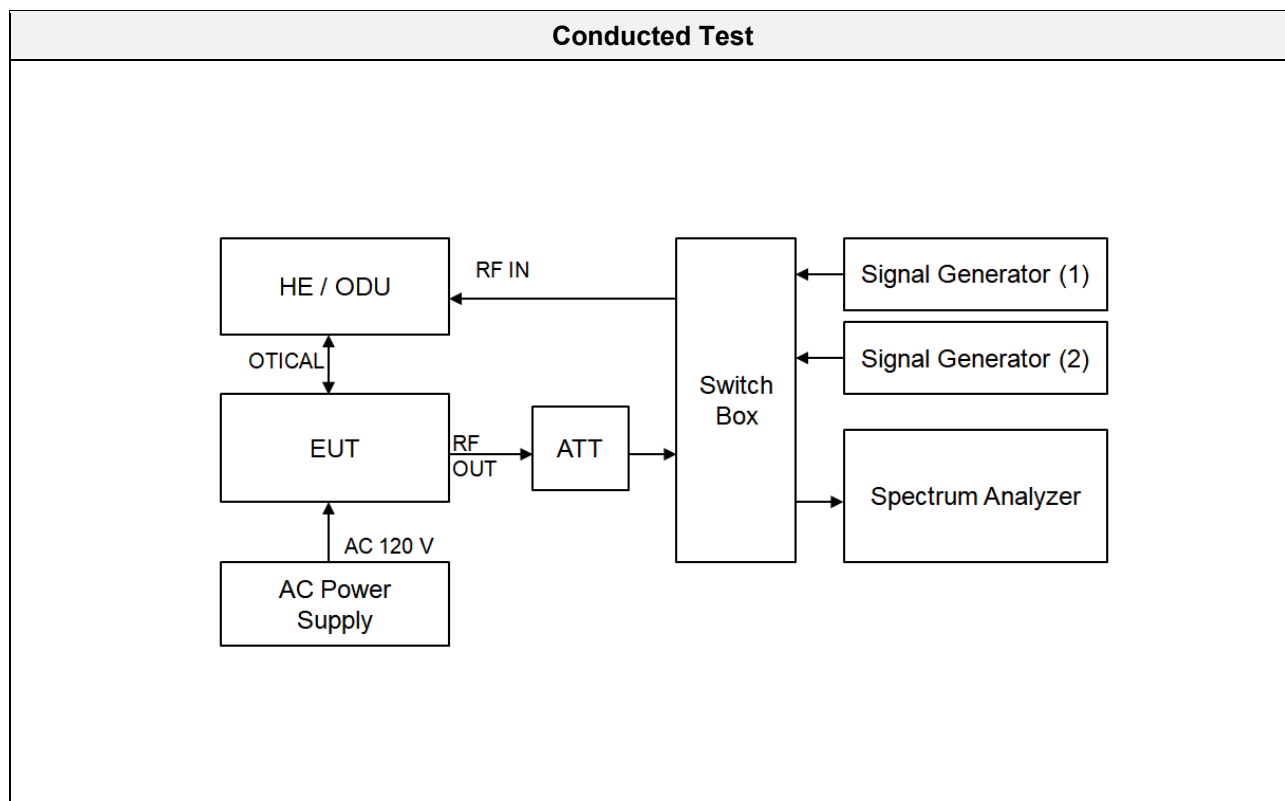 Conducted Test
HE / ODU
RF IN
Signal Generator (1)
OTICAL
Signal Generator (2)
Switch
Box
EUT
RF
OUT
ATT
Spectrum Analyzer
AC 120 V
AC Power
Supply